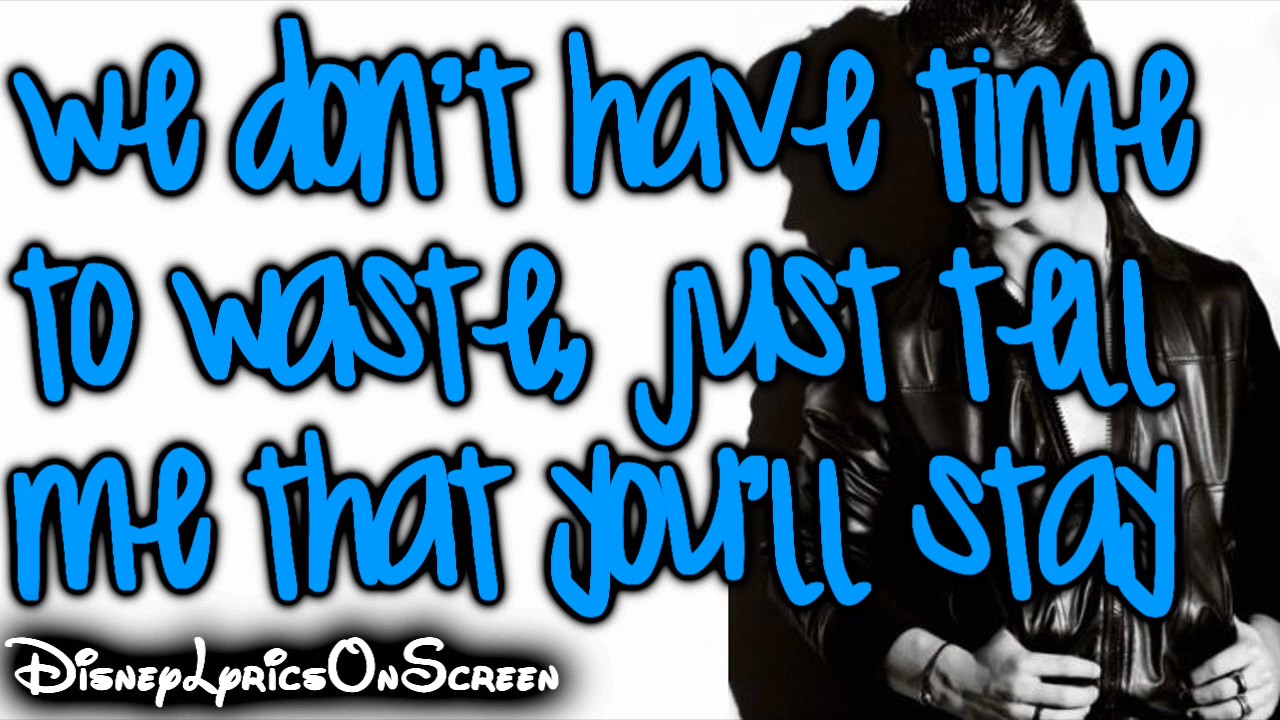 we don't have time
to waste, just tell
me that you'll stay
DisneyLyricsOnScreen